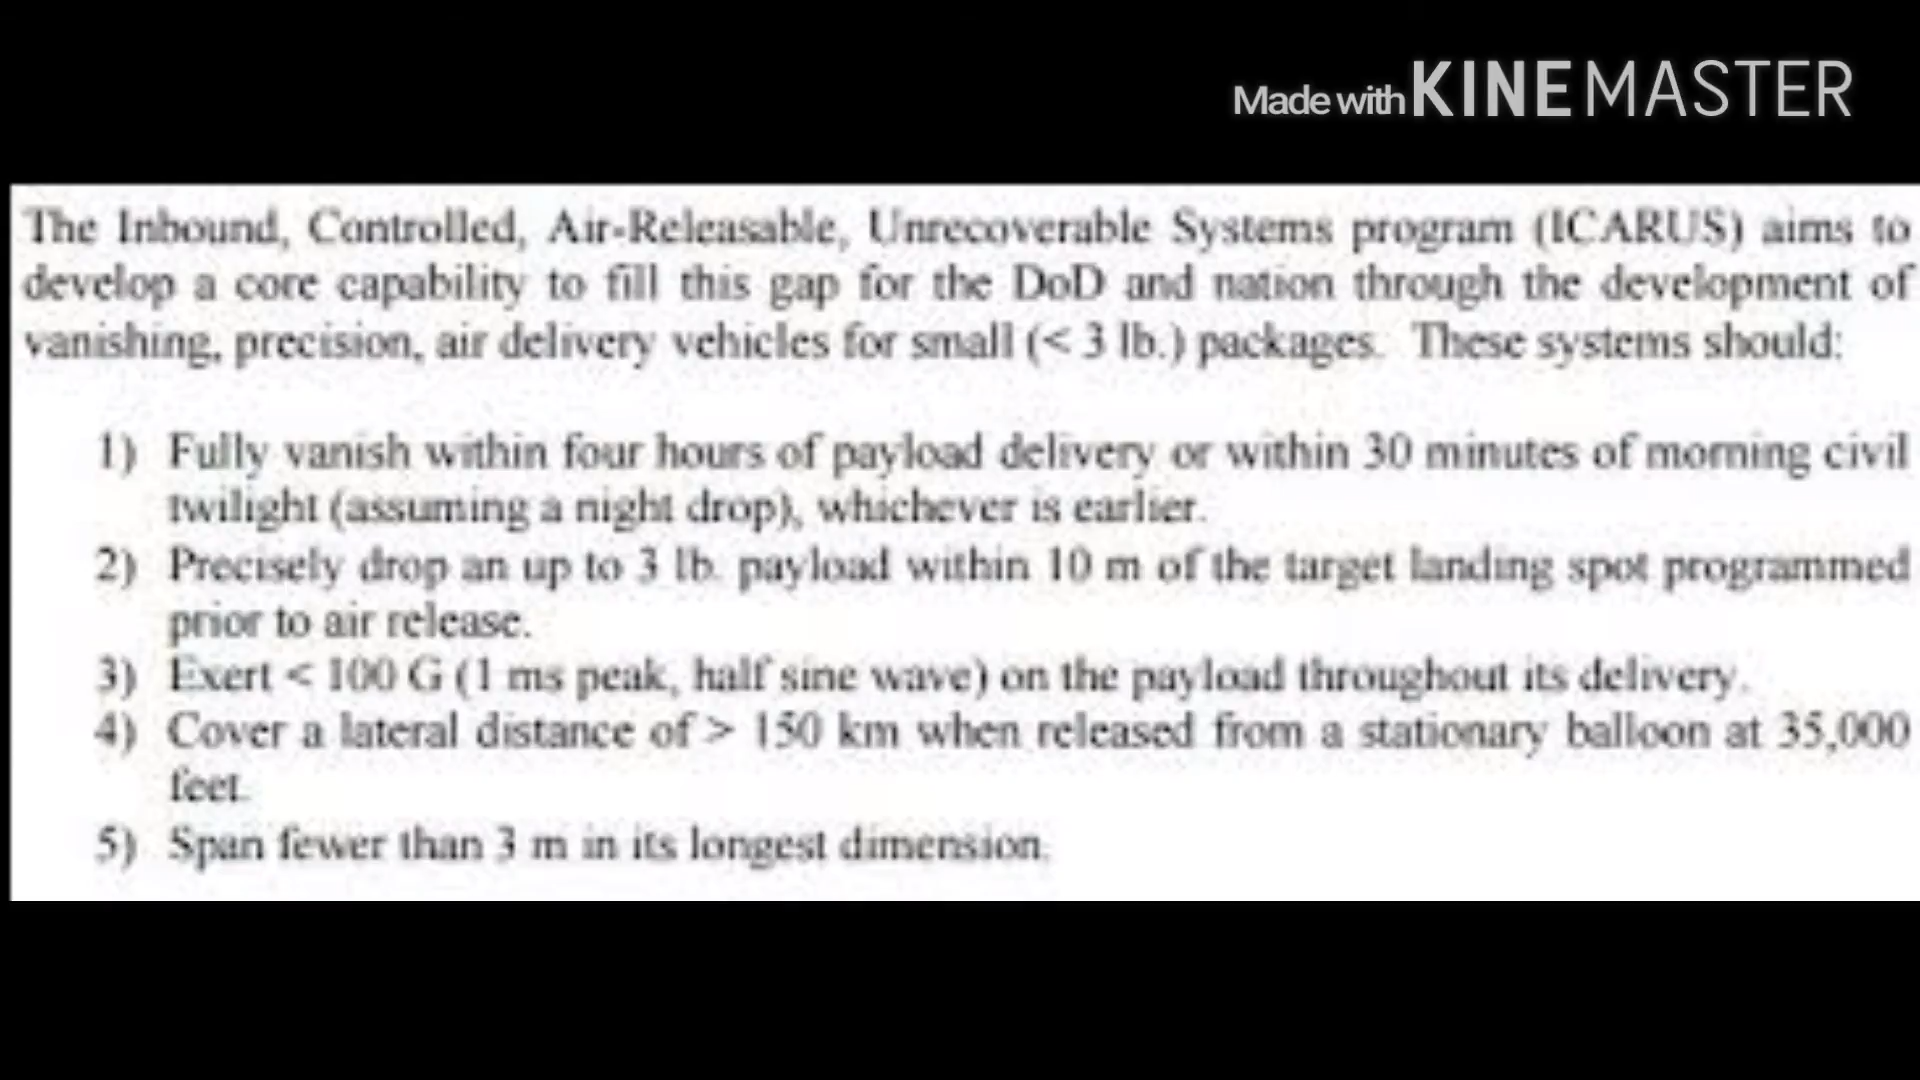 Made with KINEMASTER
The Inbound, Controlled, Air-Releasable, Unrecoverable Systems program (ICARUS) aims to
develop a core capability to fill this gap for the DoD and nation through the development of
vanishing, precision, air delivery vehicles for small (< 3 lb.) packages. These systems should:
1) Fully vanish within four hours of payload delivery or within 30 minutes of morning civil
twilight (assuming a night drop), whichever is earlier.
2) Precisely drop an up to 3 lb. payload within 10 m of the target landing spot programmed
prior to air release.
3) Exert < 100 G (1 ms peak, half sine wave) on the payload throughout its delivery.
4) Cover a lateral distance of > 150 km when released from a stationary balloon at 35,000
feet.
5) Span fewer than 3 m in its longest dimension.